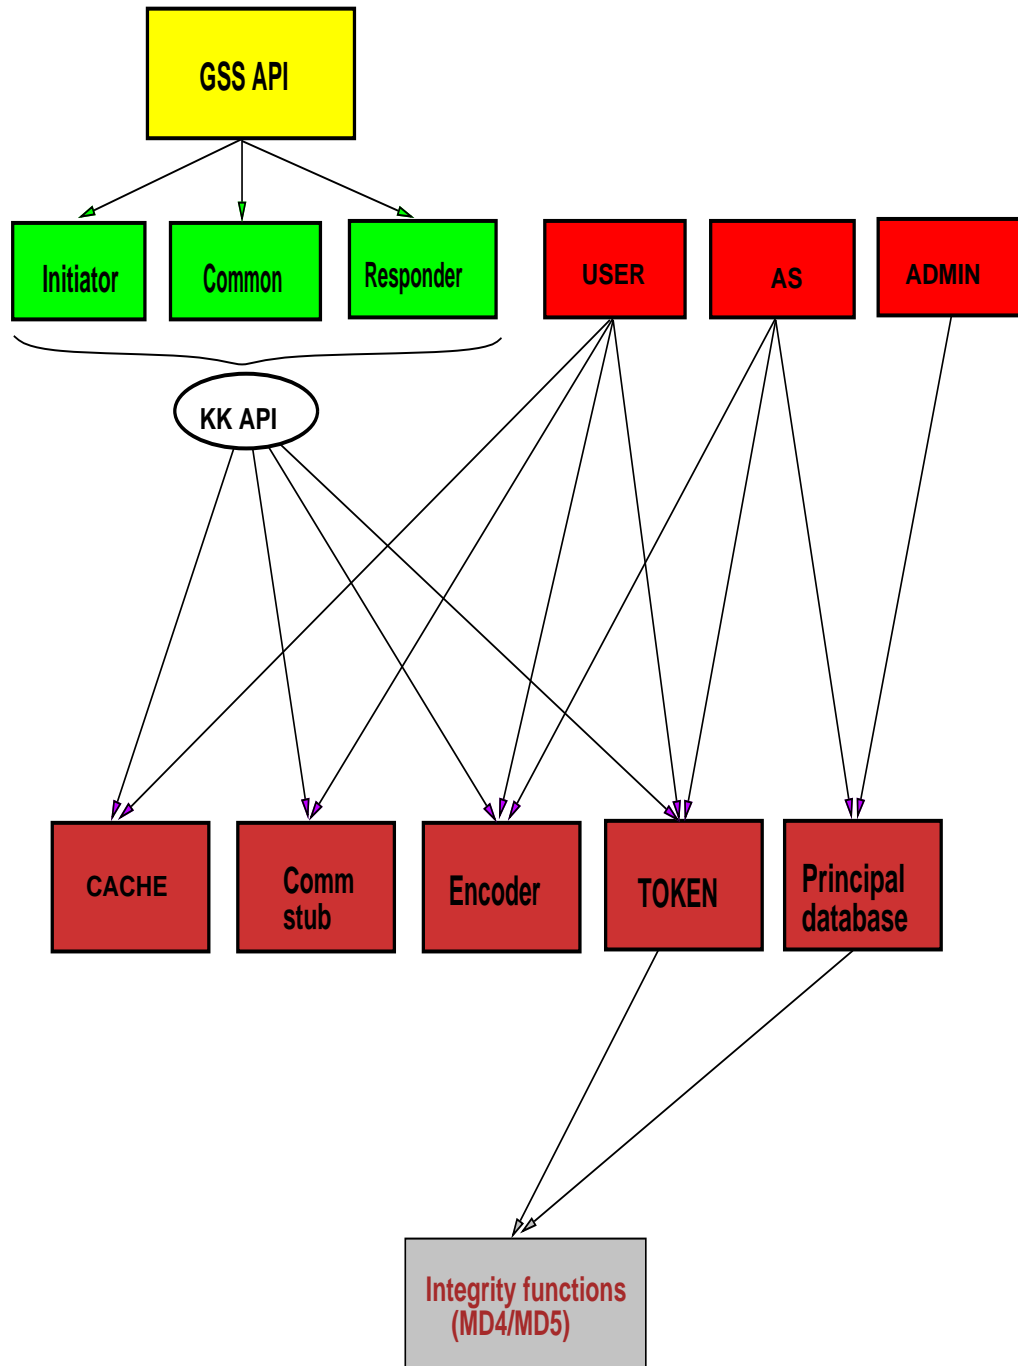 GSS API
Initiator
Common
Responder
USER
AS
ADMIN
KK API
CACHE
Comm
stub
Encoder
TOKEN
Principal
database
Integrity functions
(MD4/MD5)